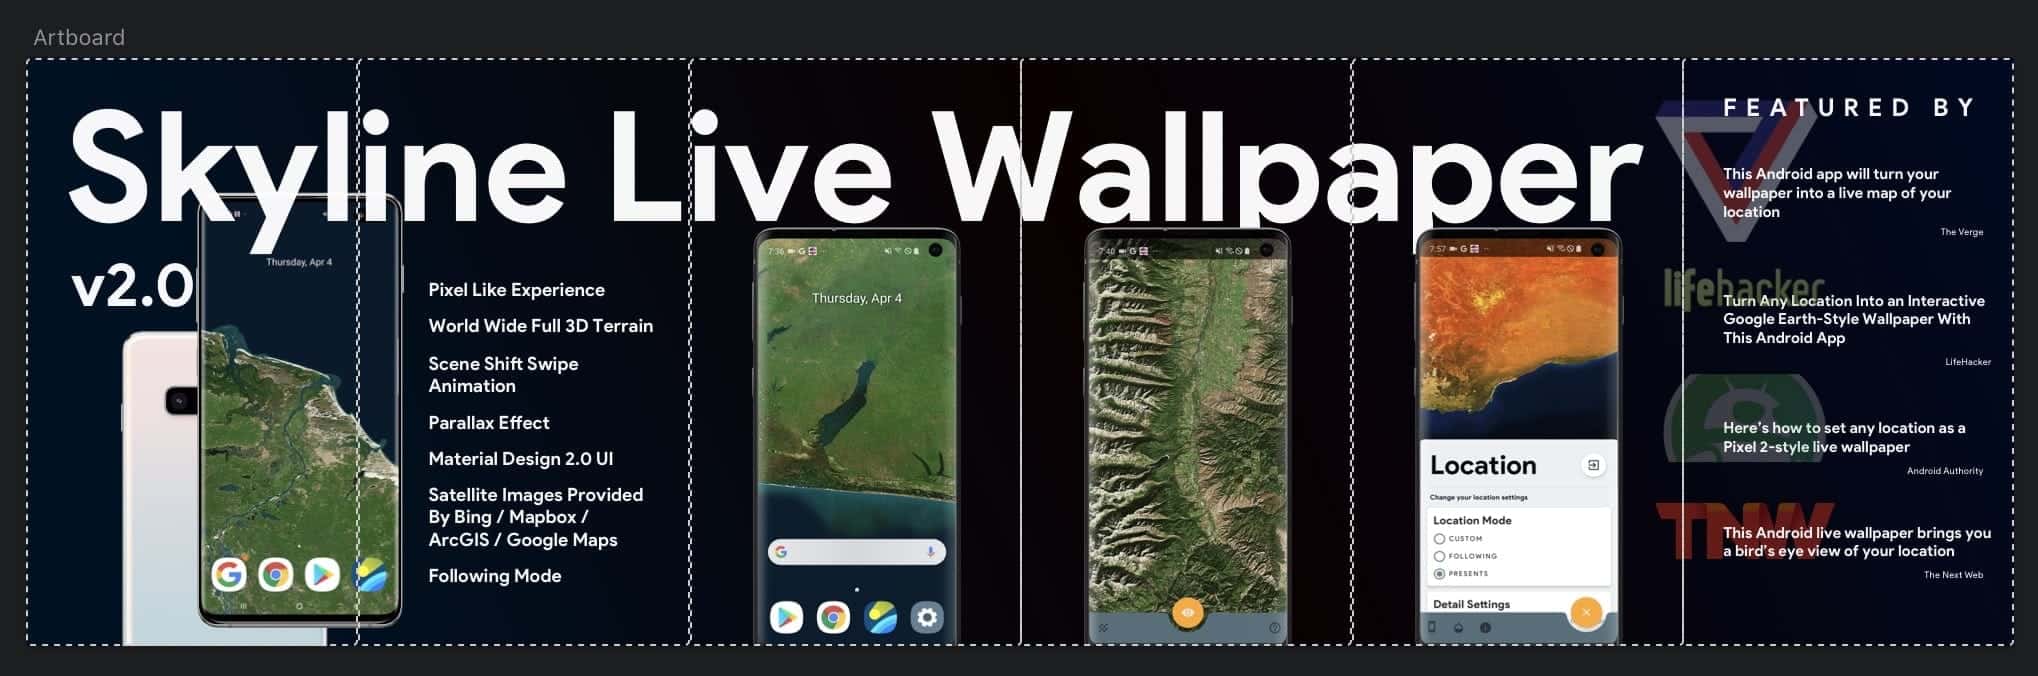 Artboard
Skyline Live Wallpaper
v2.0
Thursday, Apr 4
Pixel Like Experience
World Wide Full 3D Terrain
Scene Shift Swipe
Animation
Parallax Effect
Material Design 2.0 UI
Satellite Images Provided
By Bing / Mapbox /
ArcGIS / Google Maps
Following Mode
7:36
Thursday, Apr 4
7:40
7:57
Location
Change your location settings
Location Mode
CUSTOM
FOLLOWING
PRESENTS
Detail Settings
FEATURED BY
This Android app will turn your
wallpaper into a live map of your
location
The Verge
lifehacker
Turn Any Location Into an Interactive
Google Earth-Style Wallpaper With
This Android App
LifeHacker
Here's how to set any location as a
Pixel 2-style live wallpaper
Android Authority
TNW
This Android live wallpaper brings you
a bird's eye view of your location
The Next Web